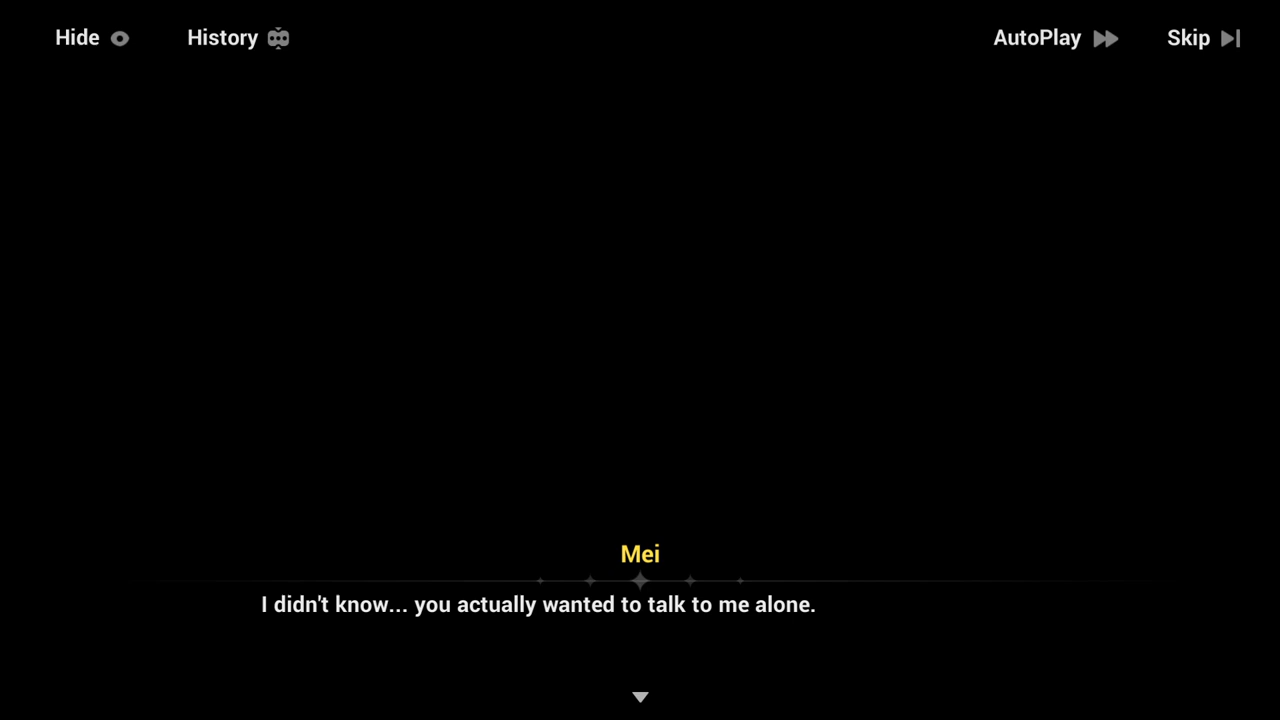 Hide
History
AutoPlay
Skip
Mei
I didn't know... you actually wanted to talk to me alone.